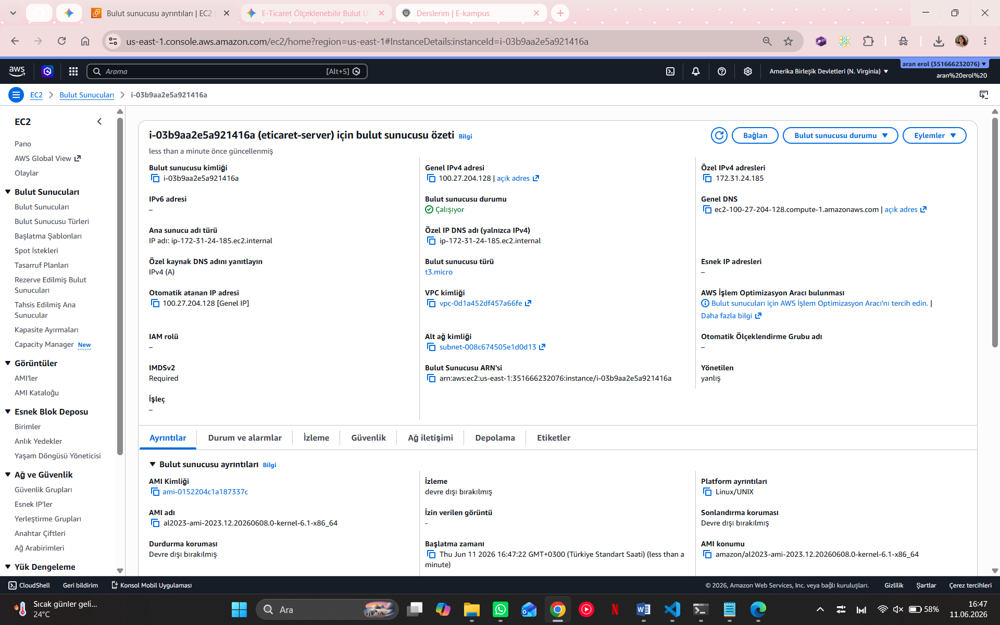 Bulut sunucusu ayrıntıları | EC2
E-Ticaret Ölçeklenebilir Bulut U
Derslerim | E-kampus
us-east-1.console.aws.amazon.com/ec2/home?region=us-east-1#InstanceDetails:instanceId=i-03b9aa2e5a921416a
aws
Arama
[Alt+S]
Amerika Birleşik Devletleri (N. Virginia)
aran erol (351666232076)
aran%20erol%20
EC2
Bulut Sunucuları
i-03b9aa2e5a921416a
EC2
Pano
AWS Global View
Olaylar
Bulut Sunucuları
Bulut Sunucuları
Bulut Sunucusu Türleri
Başlatma Şablonları
Spot İstekleri
Tasarruf Planları
Rezerve Edilmiş Bulut
Sunucuları
Tahsis Edilmiş Ana
Sunucular
Kapasite Ayırmaları
Capacity Manager New
Görüntüler
AMI'ler
AMI Kataloğu
Esnek Blok Deposu
Birimler
Anlık Yedekler
Yaşam Döngüsü Yöneticisi
Ağ ve Güvenlik
Güvenlik Grupları
Esnek IP'ler
Yerleştirme Grupları
Anahtar Çiftleri
Ağ Arabirimleri
Yük Dengeleme
i-03b9aa2e5a921416a (eticaret-server) için bulut sunucusu özeti Bilgi
less than a minute önce güncellenmiş
Bağlan
Bulut sunucusu durumu
Eylemler
Bulut sunucusu kimliği
i-03b9aa2e5a921416a
Genel IPv4 adresi
100.27.204.128 | açık adres
Özel IPv4 adresleri
172.31.24.185
IPv6 adresi
–
Bulut sunucusu durumu
Çalışıyor
Genel DNS
ec2-100-27-204-128.compute-1.amazonaws.com | açık adres
Ana sunucu adı türü
IP adı: ip-172-31-24-185.ec2.internal
Özel IP DNS adı (yalnızca IPv4)
ip-172-31-24-185.ec2.internal
Özel kaynak DNS adını yanıtlayın
IPv4 (A)
Bulut sunucusu türü
t3.micro
Esnek IP adresleri
–
Otomatik atanan IP adresi
100.27.204.128 [Genel IP]
VPC kimliği
vpc-0d1a452df457a66fe
AWS İşlem Optimizasyon Aracı bulunması
Bulut sunucuları için AWS İşlem Optimizasyon Aracı'nı tercih edin. |
Daha fazla bilgi
IAM rolü
–
Alt ağ kimliği
subnet-008c674505e1d0d13
Otomatik Ölçeklendirme Grubu adı
–
IMDSv2
Required
Bulut Sunucusu ARN'si
arn:aws:ec2:us-east-1:351666232076:instance/i-03b9aa2e5a921416a
Yönetilen
yanlış
İşleç
–
Ayrıntılar
Durum ve alarmlar
İzleme
Güvenlik
Ağ iletişimi
Depolama
Etiketler
Bulut sunucusu ayrıntıları Bilgi
AMI Kimliği
ami-0152204c1a187337c
İzleme
devre dışı bırakılmış
Platform ayrıntıları
Linux/UNIX
AMI adı
al2023-ami-2023.12.20260608.0-kernel-6.1-x86_64
İzin verilen görüntü
-
Sonlandırma koruması
Devre dışı bırakılmış
Durdurma koruması
Devre dışı bırakılmış
Başlatma zamanı
Thu Jun 11 2026 16:47:22 GMT+0300 (Türkiye Standart Saati) (less than a
minute)
AMI konumu
amazon/al2023-ami-2023.12.20260608.0-kernel-6.1-x86_64
CloudShell
Geri bildirim
Konsol Mobil Uygulaması
© 2026, Amazon Web Services, Inc. veya bağlı kuruluşları.
Gizlilik
Şartlar
Çerez tercihleri
Sıcak günler geli...
24°C
Ara
58%
16:47
11.06.2026